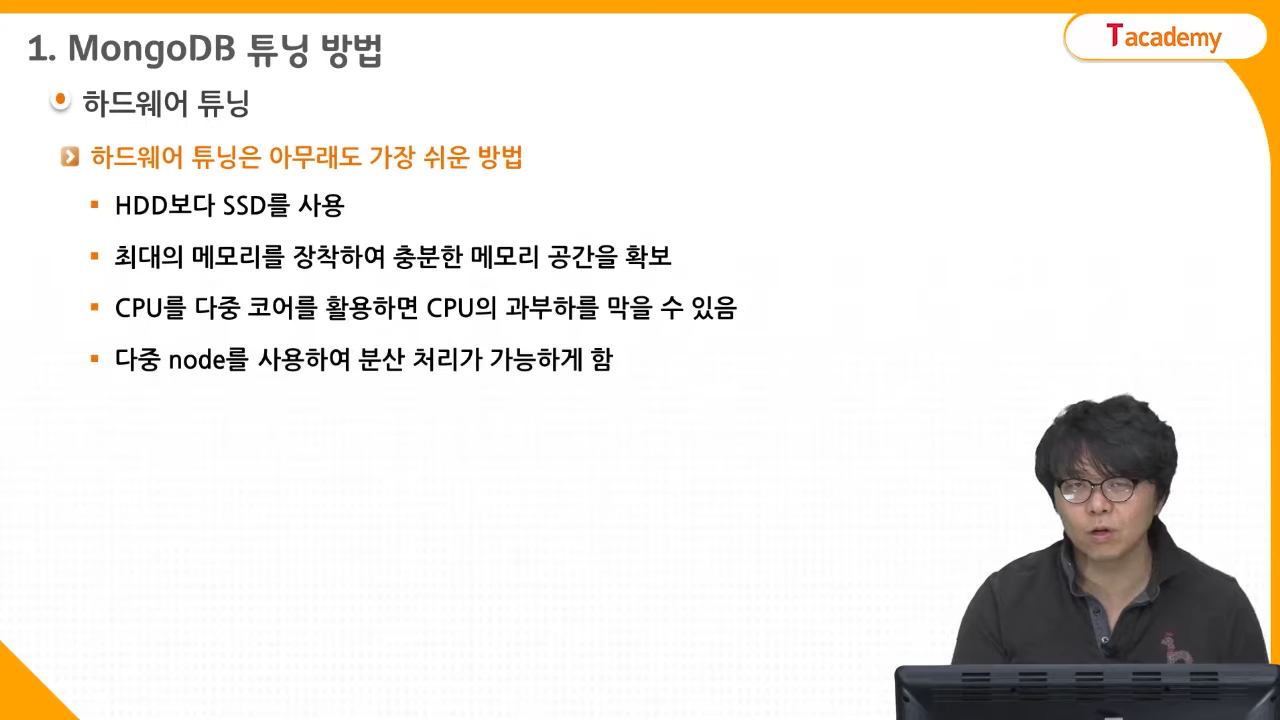 1. MongoDB 튜닝 방법
Tacademy
하드웨어 튜닝
하드웨어 튜닝은 아무래도 가장 쉬운 방법
HDD보다 SSD를 사용
최대의 메모리를 장착하여 충분한 메모리 공간을 확보
CPU를 다중 코어를 활용하면 CPU의 과부하를 막을 수 있음
다중 node를 사용하여 분산 처리가 가능하게 함